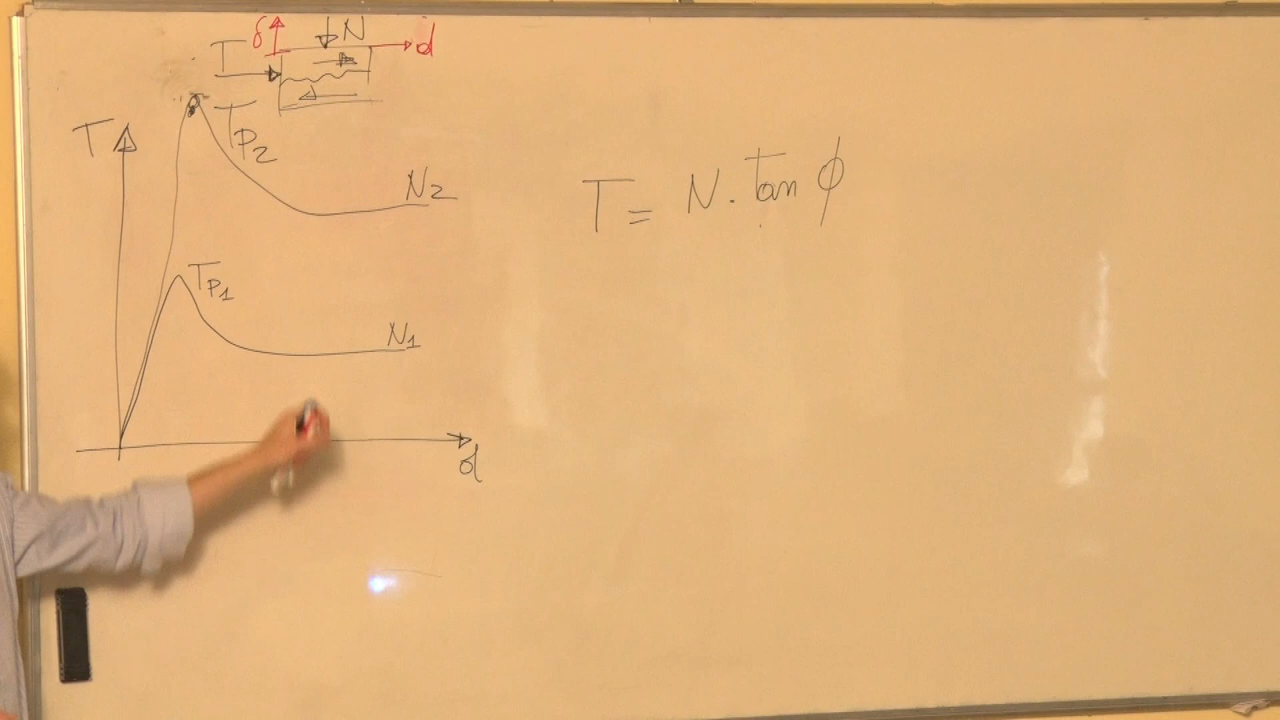 δ N
T d
T Tp2
N2
T = N. tan ϕ
Tp1
N1
d